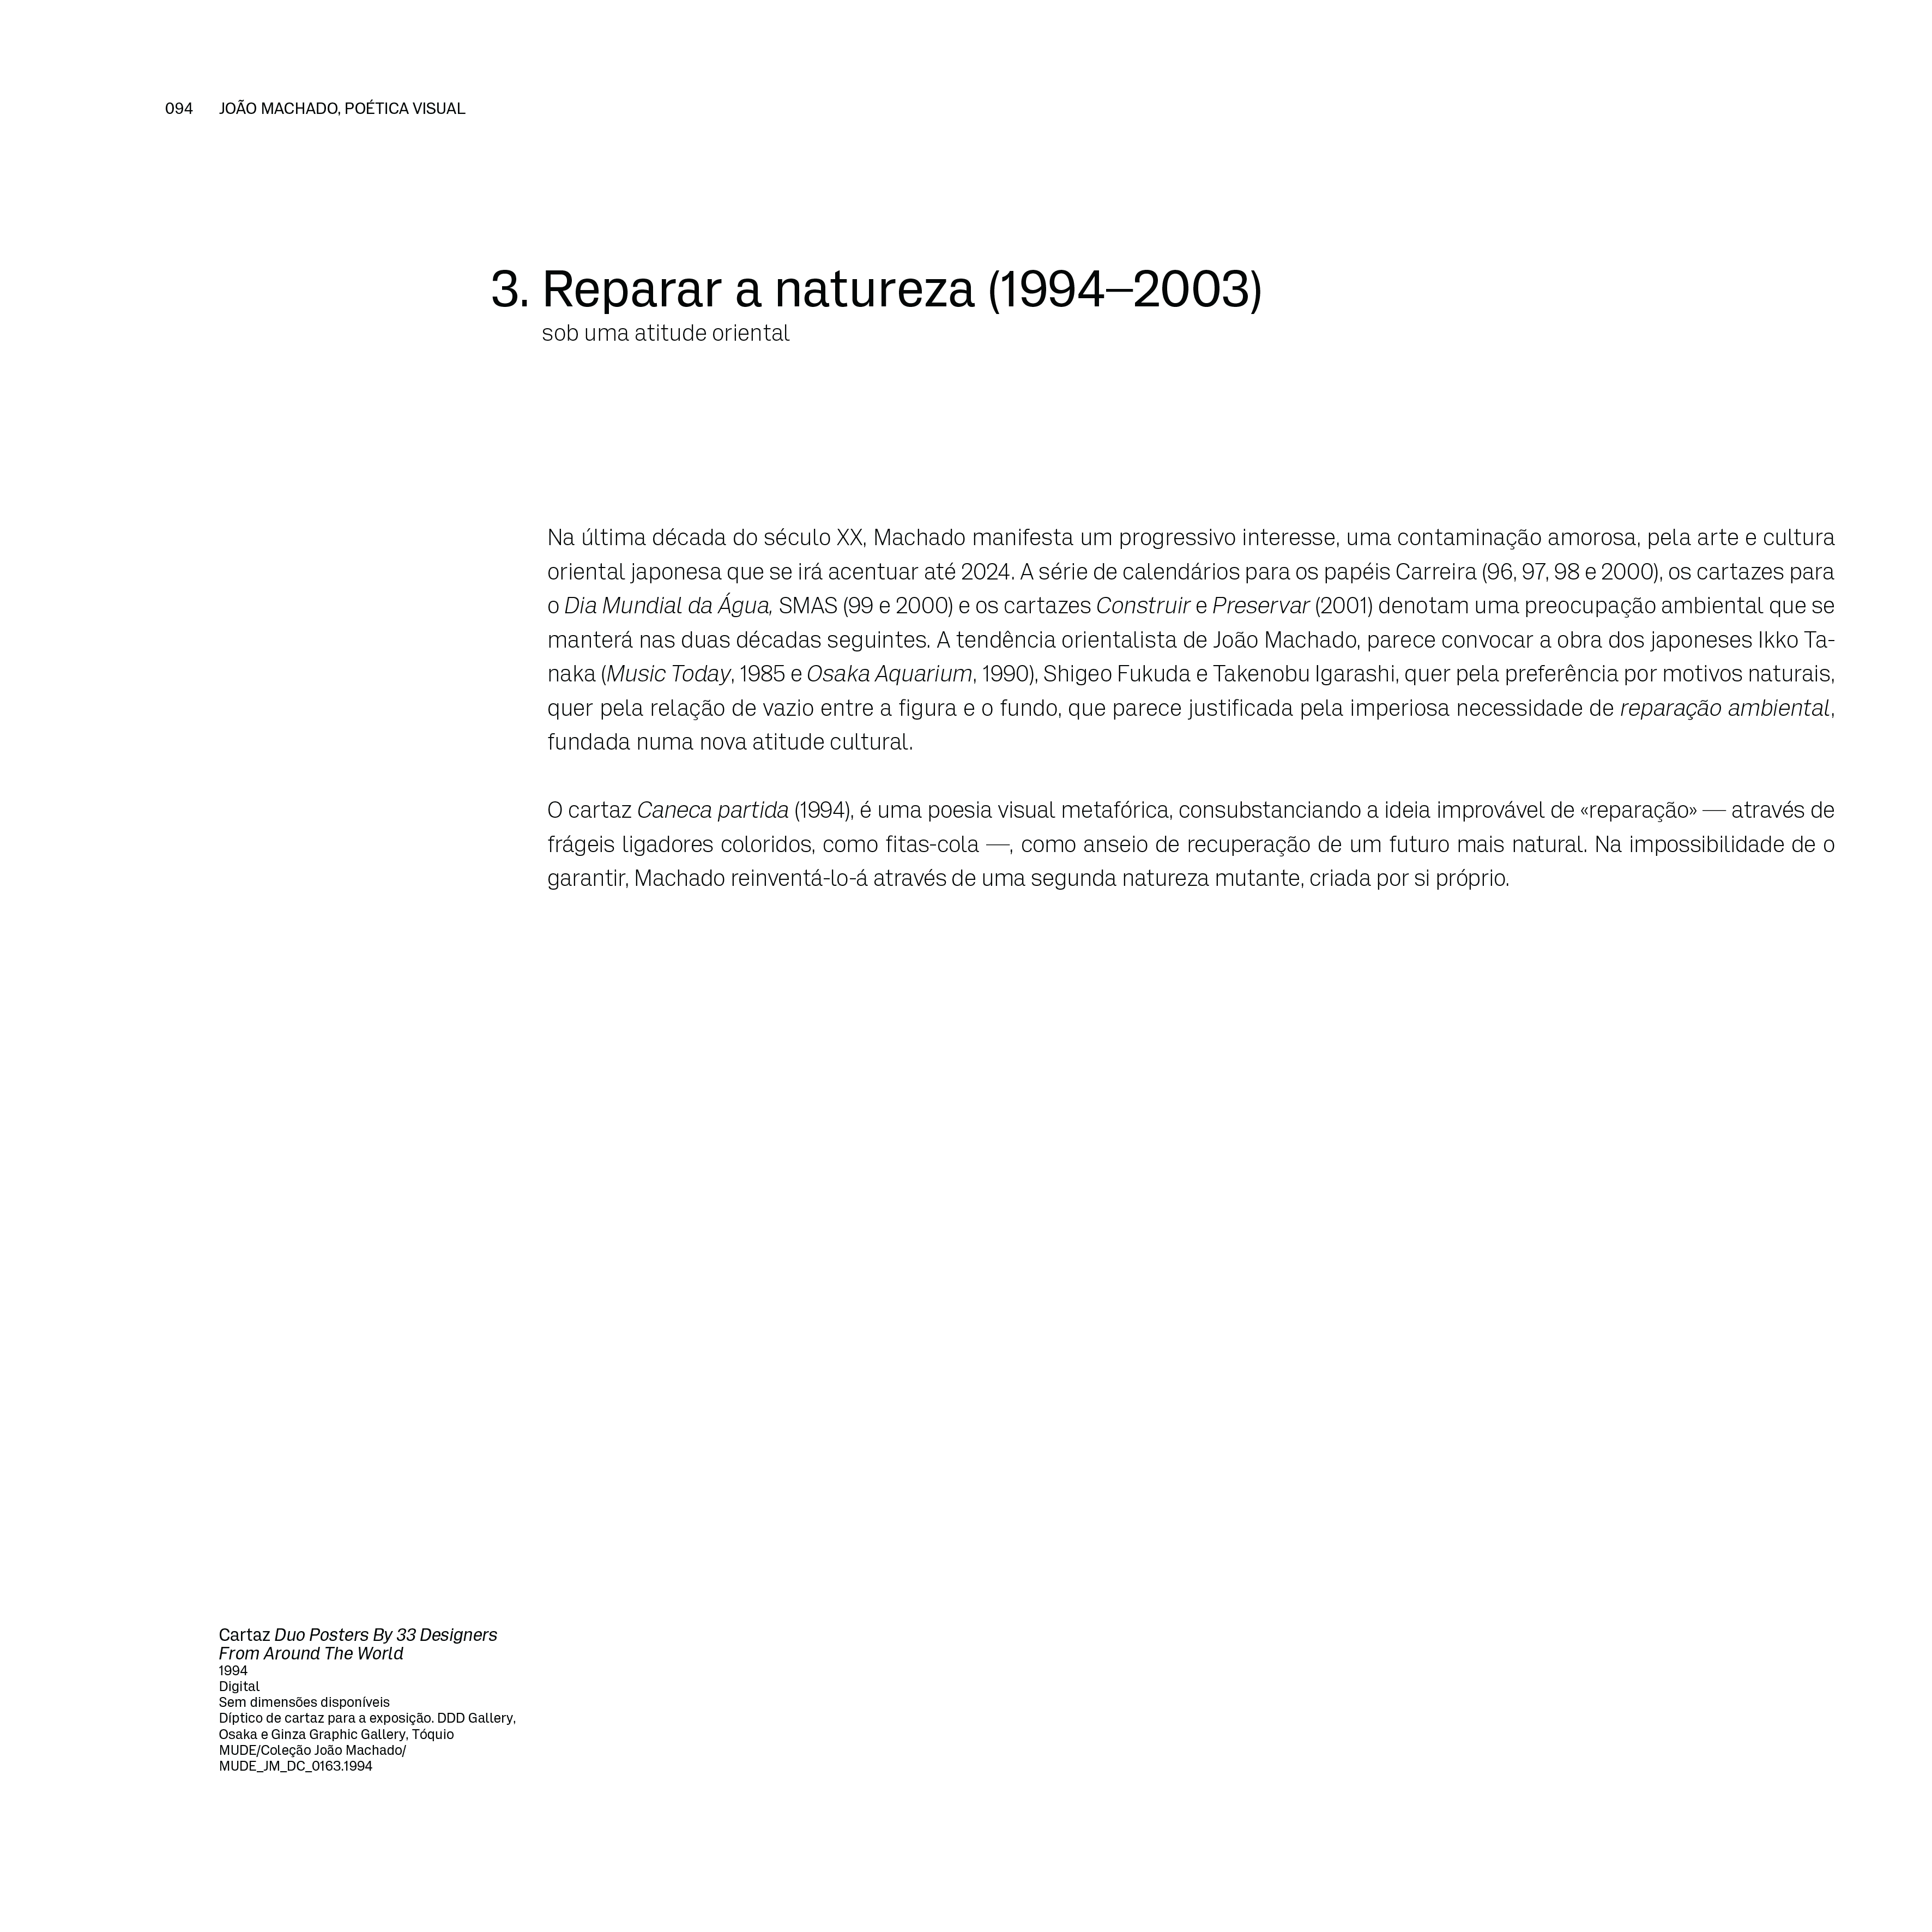 094 JOÃO MACHADO, POÉTICA VISUAL
3. Reparar a natureza (1994—2003)
sob uma atitude oriental
Na última década do século XX, Machado manifesta um progressivo interesse, uma contaminação amorosa, pela arte e cultura
oriental japonesa que se irá acentuar até 2024. A série de calendários para os papéis Carreira (96, 97, 98 e 2000), os cartazes para
o Dia Mundial da Água, SMAS (99 e 2000) e os cartazes Construir e Preservar (2001) denotam uma preocupação ambiental que se
manterá nas duas décadas seguintes. A tendência orientalista de João Machado, parece convocar a obra dos japoneses Ikko Ta-
naka (Music Today, 1985 e Osaka Aquarium, 1990), Shigeo Fukuda e Takenobu Igarashi, quer pela preferência por motivos naturais,
quer pela relação de vazio entre a figura e o fundo, que parece justificada pela imperiosa necessidade de reparação ambiental,
fundada numa nova atitude cultural.
O cartaz Caneca partida (1994), é uma poesia visual metafórica, consubstanciando a ideia improvável de «reparação» — através de
frágeis ligadores coloridos, como fitas-cola —, como anseio de recuperação de um futuro mais natural. Na impossibilidade de o
garantir, Machado reinventá-lo-á através de uma segunda natureza mutante, criada por si próprio.
Cartaz Duo Posters By 33 Designers
From Around The World
1994
Digital
Sem dimensões disponíveis
Díptico de cartaz para a exposição. DDD Gallery,
Osaka e Ginza Graphic Gallery, Tóquio
MUDE/Coleção João Machado/
MUDE_JM_DC_0163.1994